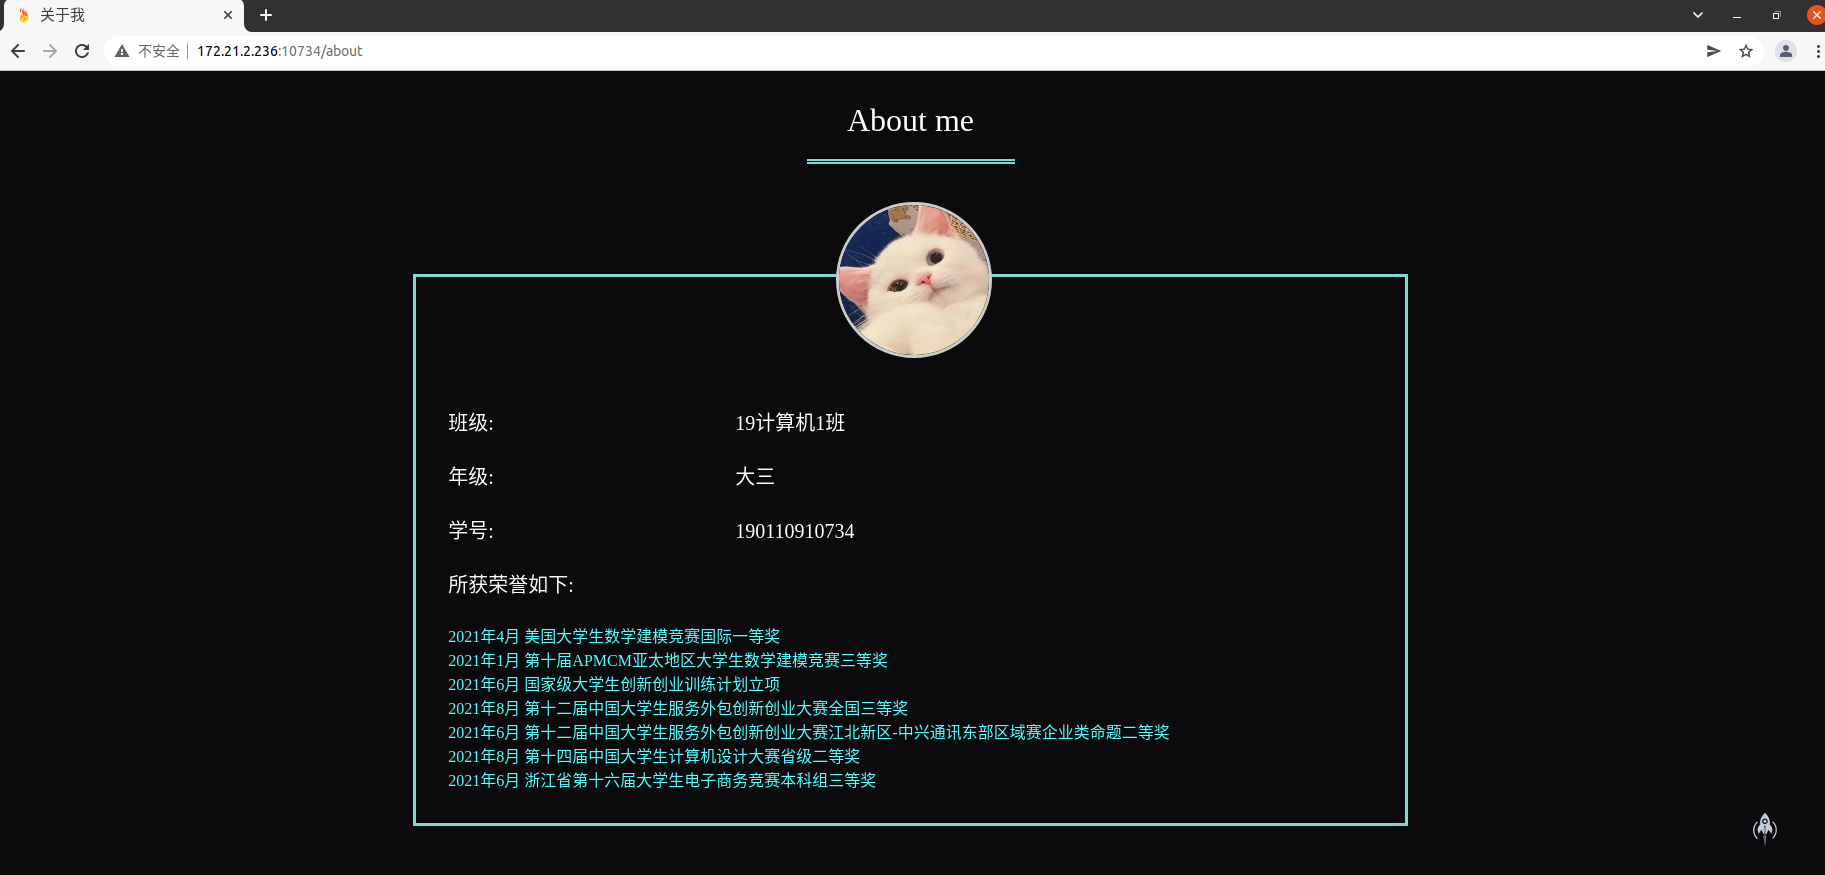 关于我
不安全 172.21.2.236:10734/about
About me
班级: 19计算机1班
年级: 大三
学号: 190110910734
所获荣誉如下:
2021年4月 美国大学生数学建模竞赛国际一等奖
2021年1月 第十届APMCM亚太地区大学生数学建模竞赛三等奖
2021年6月 国家级大学生创新创业训练计划立项
2021年8月 第十二届中国大学生服务外包创新创业大赛全国三等奖
2021年6月 第十二届中国大学生服务外包创新创业大赛江北新区-中兴通讯东部区域赛企业类命题二等奖
2021年8月 第十四届中国大学生计算机设计大赛省级二等奖
2021年6月 浙江省第十六届大学生电子商务竞赛本科组三等奖